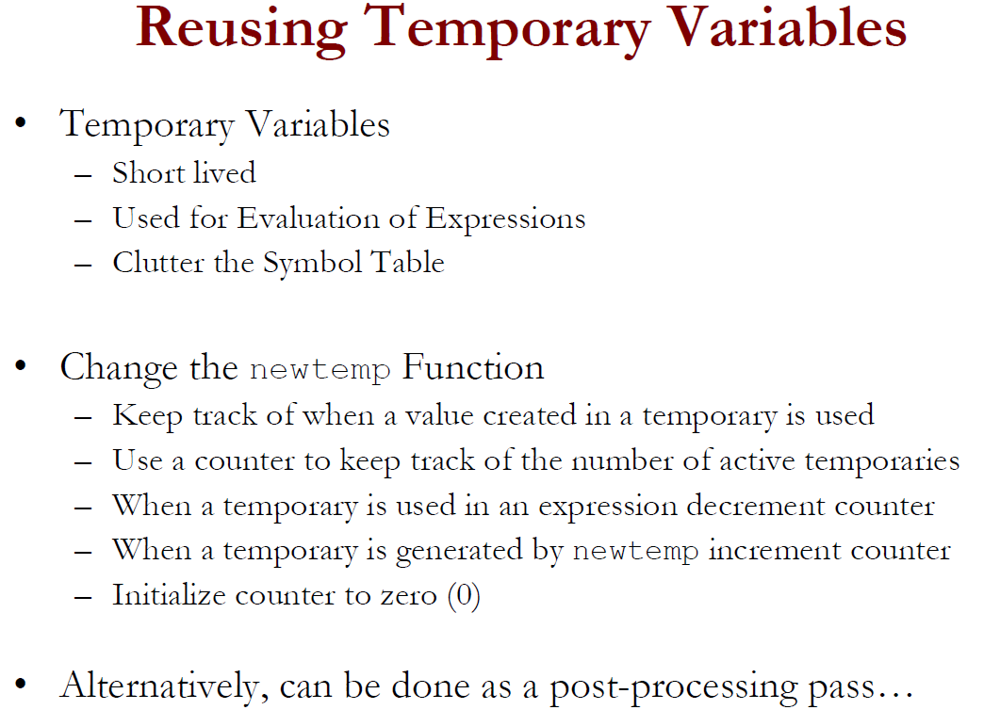 Reusing Temporary Variables
• Temporary Variables
– Short lived
– Used for Evaluation of Expressions
– Clutter the Symbol Table
• Change the newtemp Function
– Keep track of when a value created in a temporary is used
– Use a counter to keep track of the number of active temporaries
– When a temporary is used in an expression decrement counter
– When a temporary is generated by newtemp increment counter
– Initialize counter to zero (0)
• Alternatively, can be done as a post-processing pass…